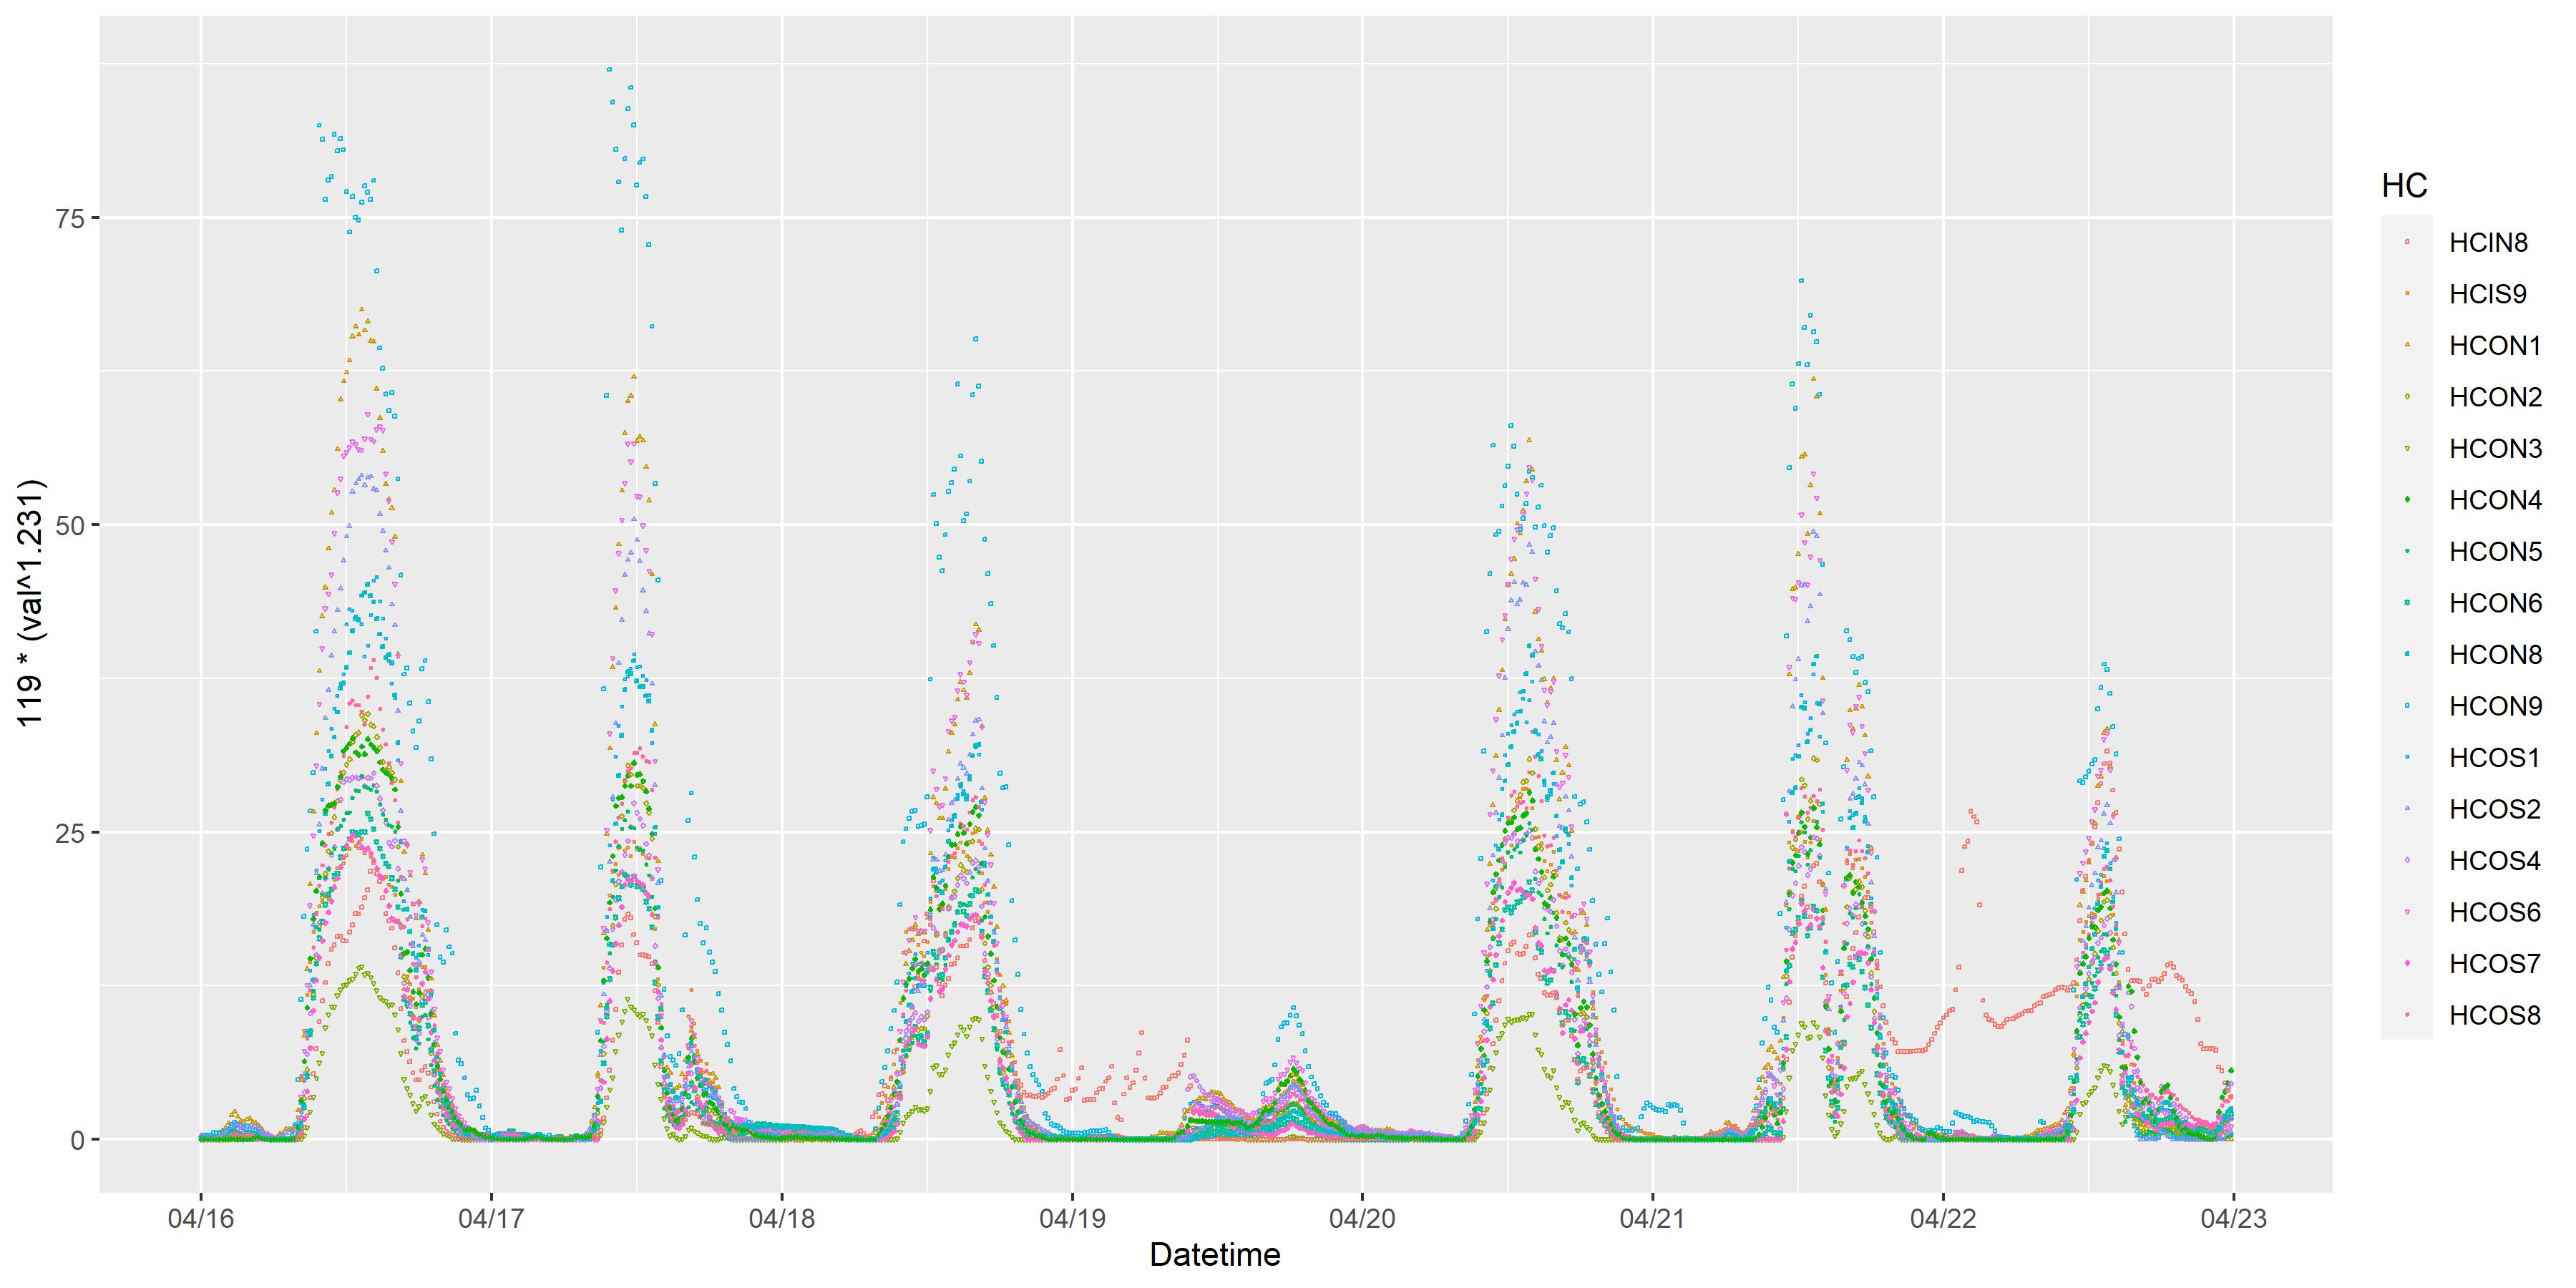 119 * (val^1.231)
75
50
25
0
04/16 04/17 04/18 04/19 04/20 04/21 04/22 04/23
Datetime
HC
HCIN8
HCIS9
HCON1
HCON2
HCON3
HCON4
HCON5
HCON6
HCON8
HCON9
HCOS1
HCOS2
HCOS4
HCOS6
HCOS7
HCOS8